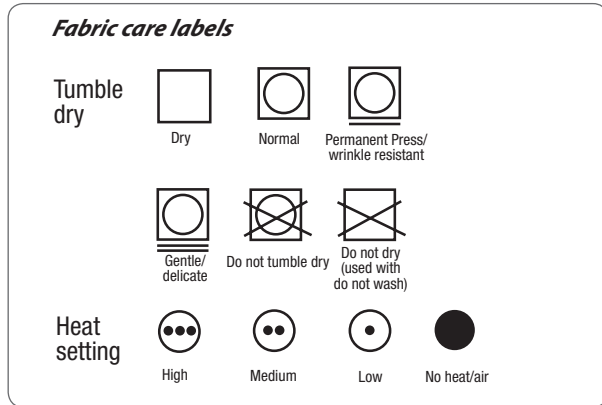 Fabric care labels
Tumble
dry
Dry
Normal
Permanent Press/
wrinkle resistant
Gentle/
delicate
Do not tumble dry
Do not dry
(used with
do not wash)
Heat
setting
High
Medium
Low
No heat/air